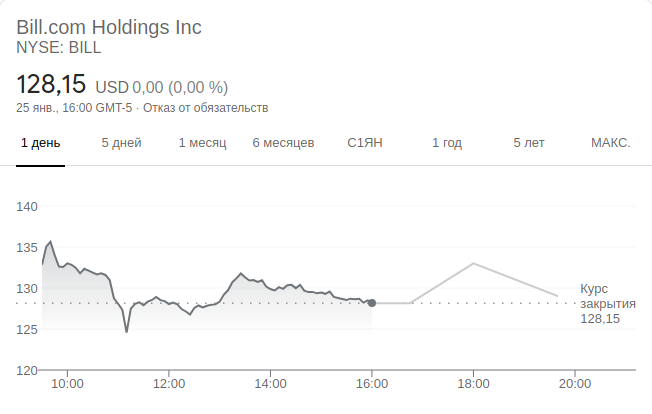 Bill.com Holdings Inc
NYSE: BILL
128,15 USD 0,00 (0,00 %)
25 янв., 16:00 GMT-5 · Отказ от обязательств
1 день 5 дней 1 месяц 6 месяцев С1ЯН 1 год 5 лет МАКС.
140
135
130
Курс
закрытия
128,15
125
120
10:00 12:00 14:00 16:00 18:00 20:00